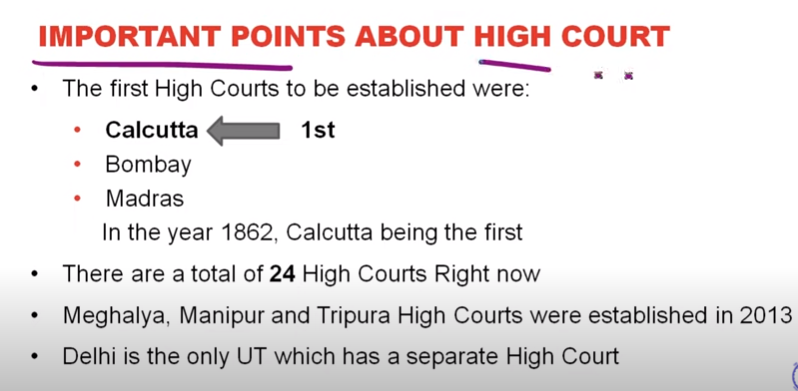 IMPORTANT POINTS ABOUT HIGH COURT
• The first High Courts to be established were:
• Calcutta 1st
• Bombay
• Madras
In the year 1862, Calcutta being the first
• There are a total of 24 High Courts Right now
• Meghalya, Manipur and Tripura High Courts were established in 2013
• Delhi is the only UT which has a separate High Court